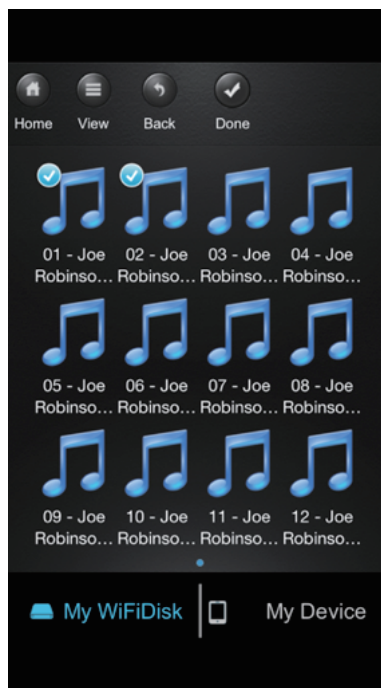 Home View Back Done
01 - Joe 02 - Joe 03 - Joe 04 - Joe
Robinso... Robinso... Robinso... Robinso...
05 - Joe 06 - Joe 07 - Joe 08 - Joe
Robinso... Robinso... Robinso... Robinso...
09 - Joe 10 - Joe 11 - Joe 12 - Joe
Robinso... Robinso... Robinso... Robinso...
My WiFiDisk My Device